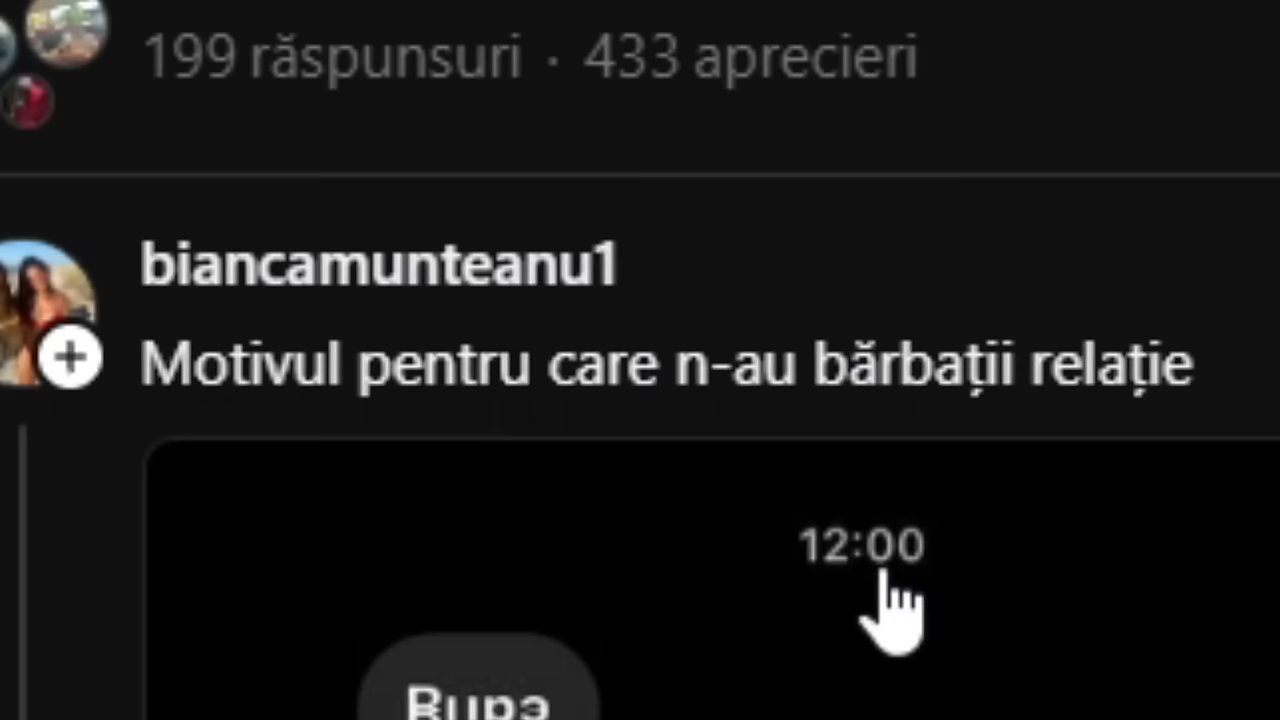 199 răspunsuri · 433 aprecieri
biancamunteanu1
Motivul pentru care n-au bărbații relație
12:00